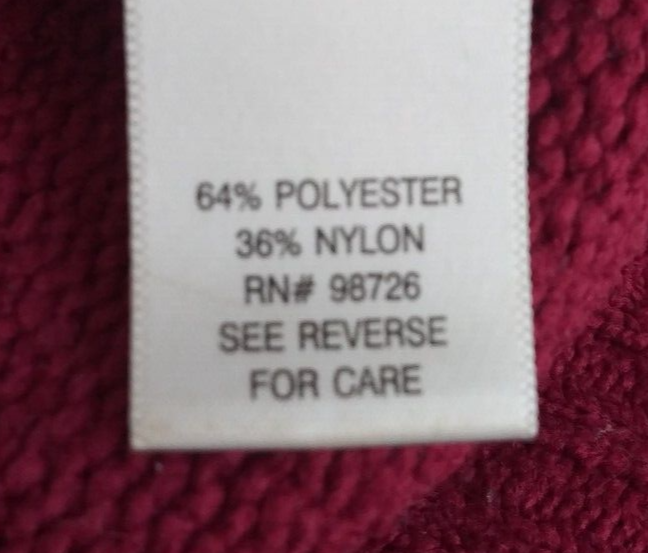 64% POLYESTER
36% NYLON
RN# 98726
SEE REVERSE
FOR CARE